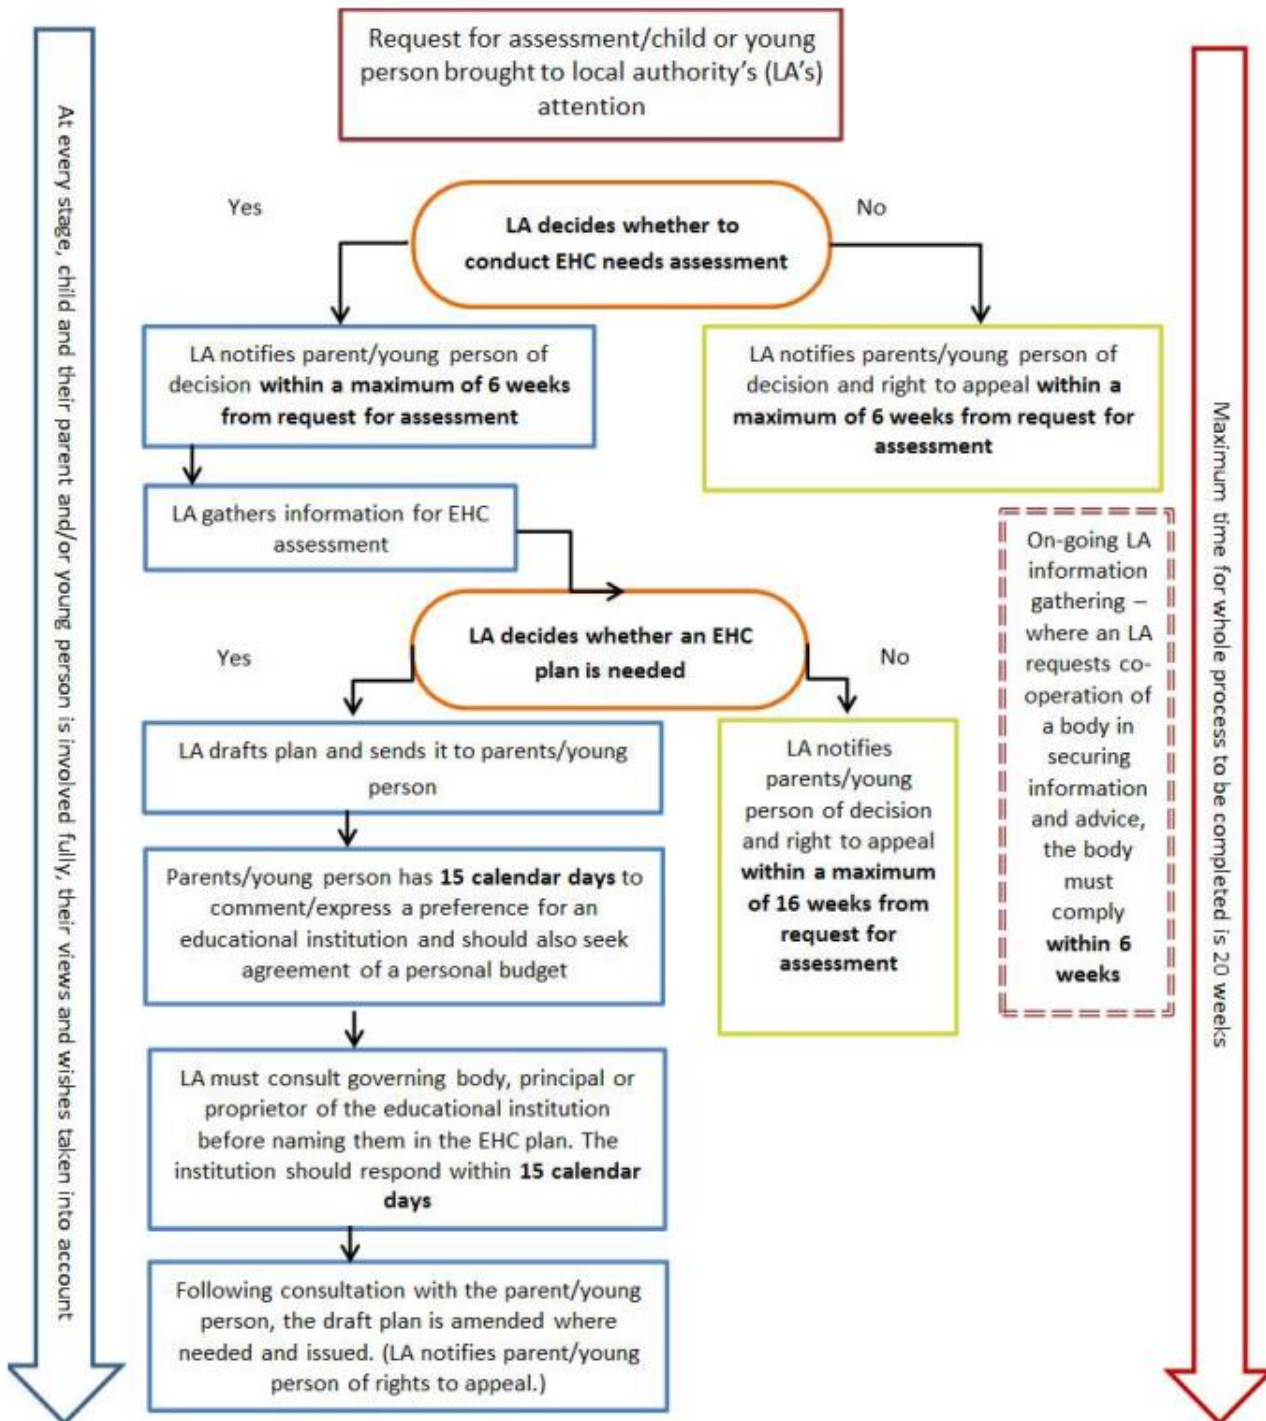 Request for assessment/child or young
person brought to local authority's (LA's)
attention
At every stage, child and their parent and/or young person is involved fully, their views and wishes taken into account
Maximum time for whole process to be completed is 20 weeks
Yes
LA decides whether to
conduct EHC needs assessment
No
LA notifies parent/young person of
decision within a maximum of 6 weeks
from request for assessment
LA notifies parents/young person of
decision and right to appeal within a
maximum of 6 weeks from request for
assessment
LA gathers information for EHC
assessment
On-going LA
information
gathering –
where an LA
requests co-
operation of
a body in
securing
information
and advice,
the body
must
comply
within 6
weeks
Yes
LA decides whether an EHC
plan is needed
No
LA drafts plan and sends it to parents/young
person
LA notifies
parents/young
person of decision
and right to appeal
within a maximum
of 16 weeks from
request for
assessment
Parents/young person has 15 calendar days to
comment/express a preference for an
educational institution and should also seek
agreement of a personal budget
LA must consult governing body, principal or
proprietor of the educational institution
before naming them in the EHC plan. The
institution should respond within 15 calendar
days
Following consultation with the parent/young
person, the draft plan is amended where
needed and issued. (LA notifies parent/young
person of rights to appeal.)